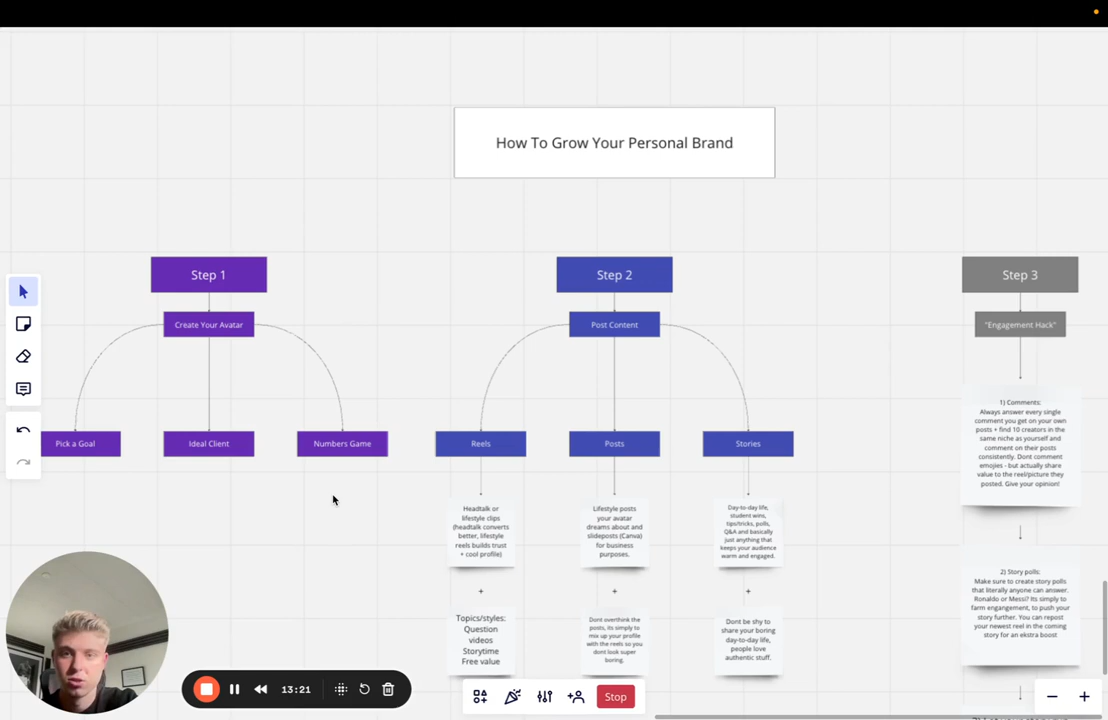 How To Grow Your Personal Brand
Step 1
Create Your Avatar
Pick a Goal
Ideal Client
Numbers Game
Step 2
Post Content
Reels
Posts
Stories
Headtalk or
lifestyle clips
(headtalk converts
better, lifestyle
reels builds trust
+ cool profile)
+
Topics/styles:
Question
videos
Storytime
Free value
Lifestyle posts
your avatar
dreams about and
slideposts (Canva)
for business
purposes.
+
Dont overthink the
posts, its simply to
mix up your profile
with the reels so you
dont look super
boring.
Day-to-day life,
student wins,
tips/tricks, polls,
Q&A and basically
just anything that
keeps your audience
warm and engaged.
+
Dont be shy to
share your boring
day-to-day life,
people love
authentic stuff.
Step 3
"Engagement Hack"
1) Comments:
Always answer every single
comment you get on your own
posts + find 10 creators in the
same niche as yourself and
comment on their posts
consistently. Dont comment
emojies - but actually share
value to the reel/picture they
posted. Give your opinion!
2) Story polls:
Make sure to create story polls
that literally anyone can answer.
Ronaldo or Messi? Its simply to
farm engagement, to push your
story further. You can repost
your newest reel in the coming
story for an ekstra boost
13:21
Stop